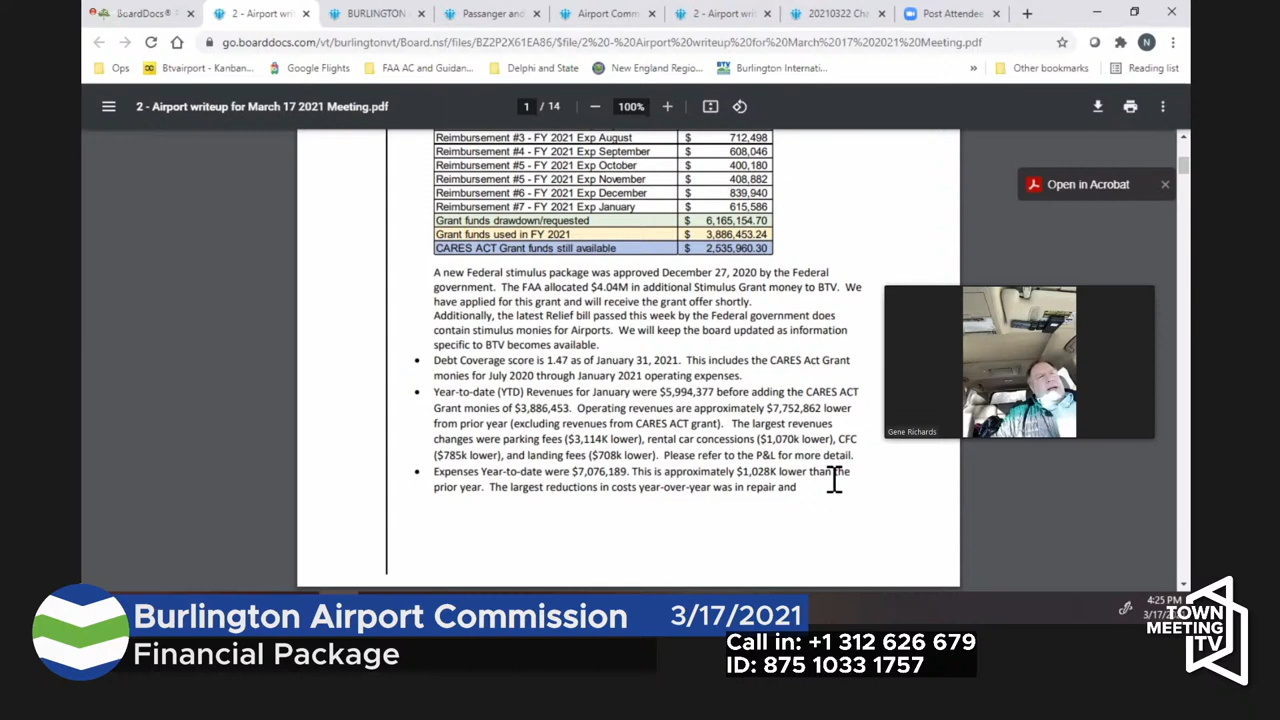 BoardDocs ®
2 - Airport writ
BURLINGTON
Passanger and
Airport Comm
2 - Airport writ
20210322 Cha
Post Attendee
go.boarddocs.com/vt/burlingtonvt/Board.nsf/files/BZ2P2X61EA86/$file/2%20-%20Airport%20writeup%20for%20March%2017%202021%20Meeting.pdf
N
Ops
Btvairport - Kanban...
Google Flights
FAA AC and Guidan...
Delphi and State
New England Regio...
Burlington Internati...
»
Other bookmarks
Reading list
2 - Airport writeup for March 17 2021 Meeting.pdf
1 / 14
100%
Open in Acrobat
Reimbursement #3 - FY 2021 Exp August $ 712,498
Reimbursement #4 - FY 2021 Exp September $ 608,046
Reimbursement #5 - FY 2021 Exp October $ 400,180
Reimbursement #5 - FY 2021 Exp November $ 408,882
Reimbursement #6 - FY 2021 Exp December $ 839,940
Reimbursement #7 - FY 2021 Exp January $ 615,586
Grant funds drawdown/requested $ 6,165,154.70
Grant funds used in FY 2021 $ 3,886,453.24
CARES ACT Grant funds still available $ 2,535,960.30
A new Federal stimulus package was approved December 27, 2020 by the Federal
government. The FAA allocated $4.04M in additional Stimulus Grant money to BTV. We
have applied for this grant and will receive the grant offer shortly.
Additionally, the latest Relief bill passed this week by the Federal government does
contain stimulus monies for Airports. We will keep the board updated as information
specific to BTV becomes available.
• Debt Coverage score is 1.47 as of January 31, 2021. This includes the CARES Act Grant
monies for July 2020 through January 2021 operating expenses.
• Year-to-date (YTD) Revenues for January were $5,994,377 before adding the CARES ACT
Grant monies of $3,886,453. Operating revenues are approximately $7,752,862 lower
from prior year (excluding revenues from CARES ACT grant). The largest revenues
changes were parking fees ($3,114K lower), rental car concessions ($1,070k lower), CFC
($785k lower), and landing fees ($708k lower). Please refer to the P&L for more detail.
• Expenses Year-to-date were $7,076,189. This is approximately $1,028K lower than the
prior year. The largest reductions in costs year-over-year was in repair and
Gene Richards
4:25 PM
3/17/2
Burlington Airport Commission 3/17/2021
Financial Package
Call in: +1 312 626 679
ID: 875 1033 1757
TOWN
MEETING
TV